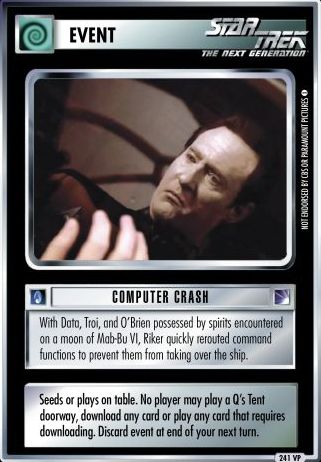 EVENT
STAR TREK
THE NEXT GENERATION
NOT ENDORSED BY CBS OR PARAMOUNT PICTURES
COMPUTER CRASH
With Data, Troi, and O'Brien possessed by spirits encountered
on a moon of Mab-Bu VI, Riker quickly rerouted command
functions to prevent them from taking over the ship.
Seeds or plays on table. No player may play a Q's Tent
doorway, download any card or play any card that requires
downloading. Discard event at end of your next turn.
241 VP